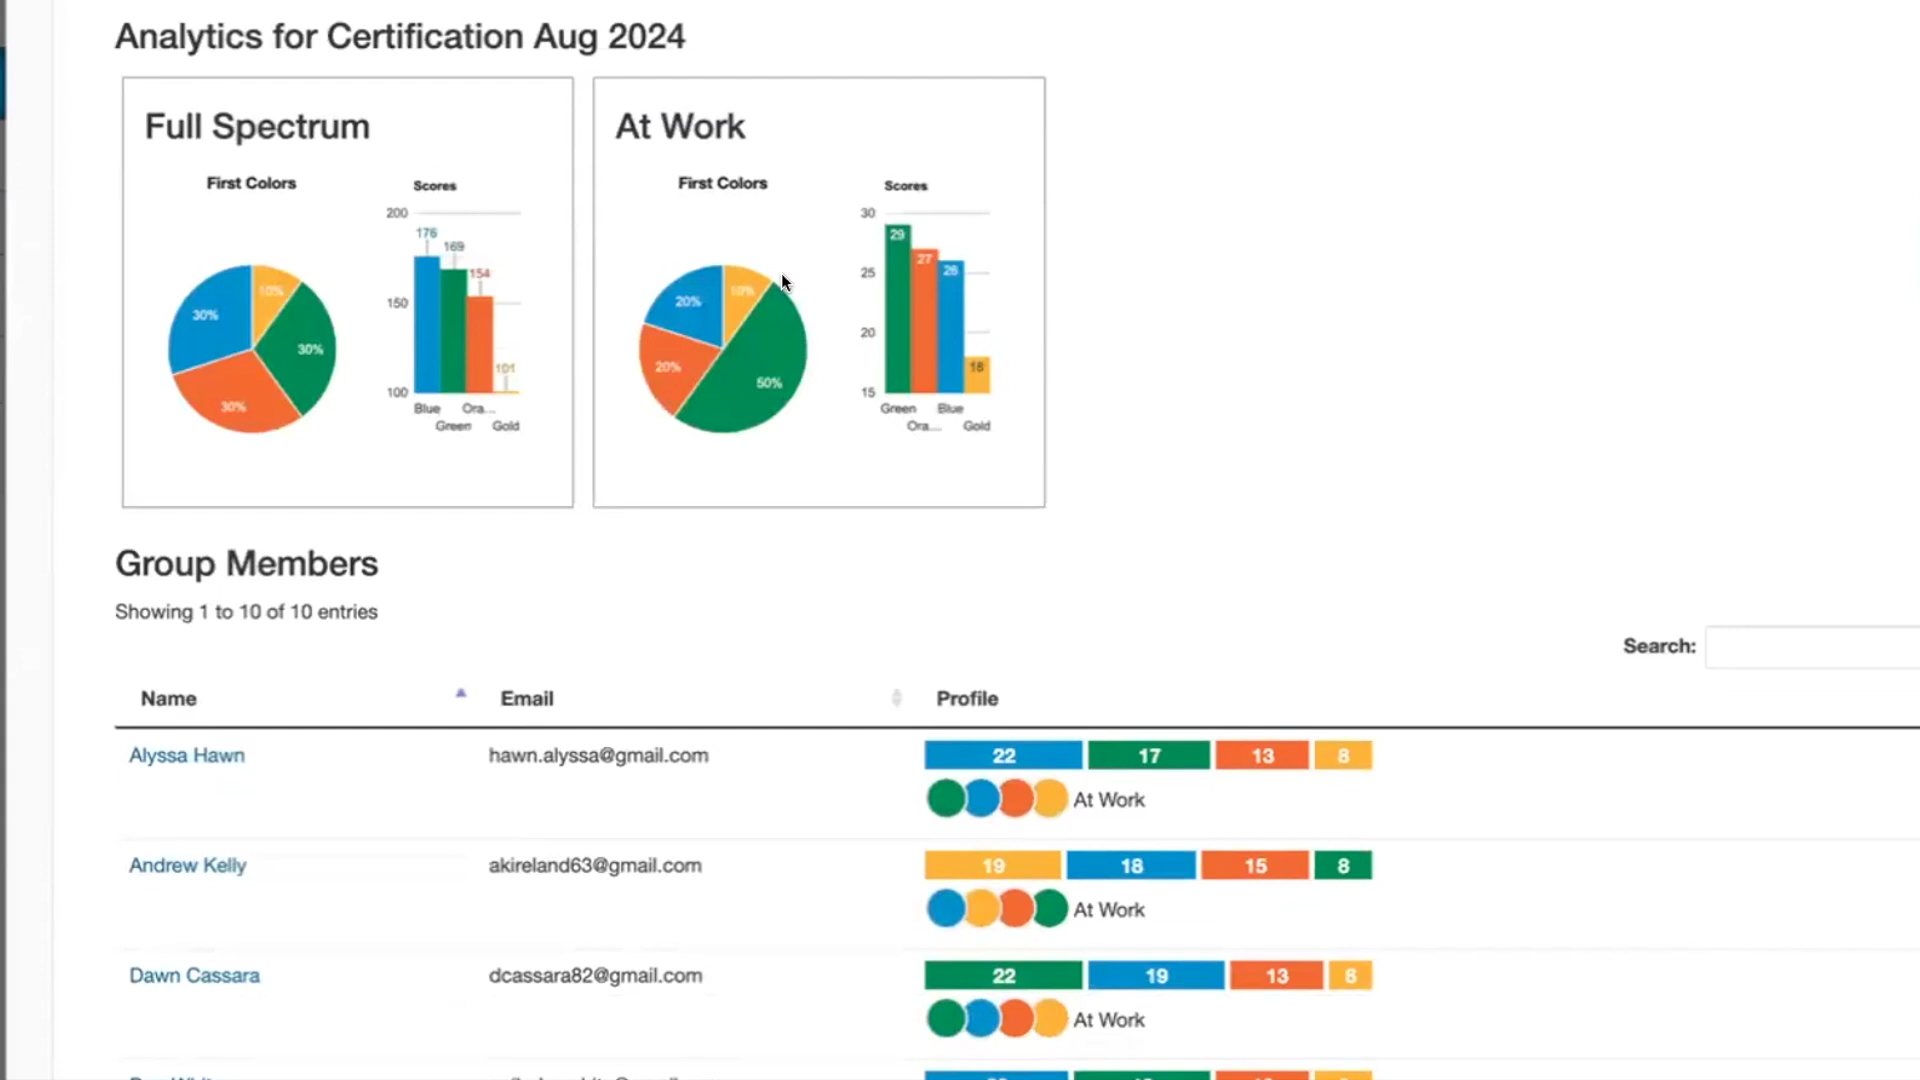 Analytics for Certification Aug 2024
Full Spectrum
First Colors
10%
30%
30%
30%
Scores
200
176
169
154
150
101
100
Blue Ora...
Green Gold
At Work
First Colors
20%
10%
20%
50%
Scores
30
29
27
26
25
20
18
15
Green Blue
Ora... Gold
Group Members
Showing 1 to 10 of 10 entries
Search:
Name Email Profile
Alyssa Hawn hawn.alyssa@gmail.com 22 17 13 8
At Work
Andrew Kelly akireland63@gmail.com 19 18 15 8
At Work
Dawn Cassara dcassara82@gmail.com 22 19 13 6
At Work